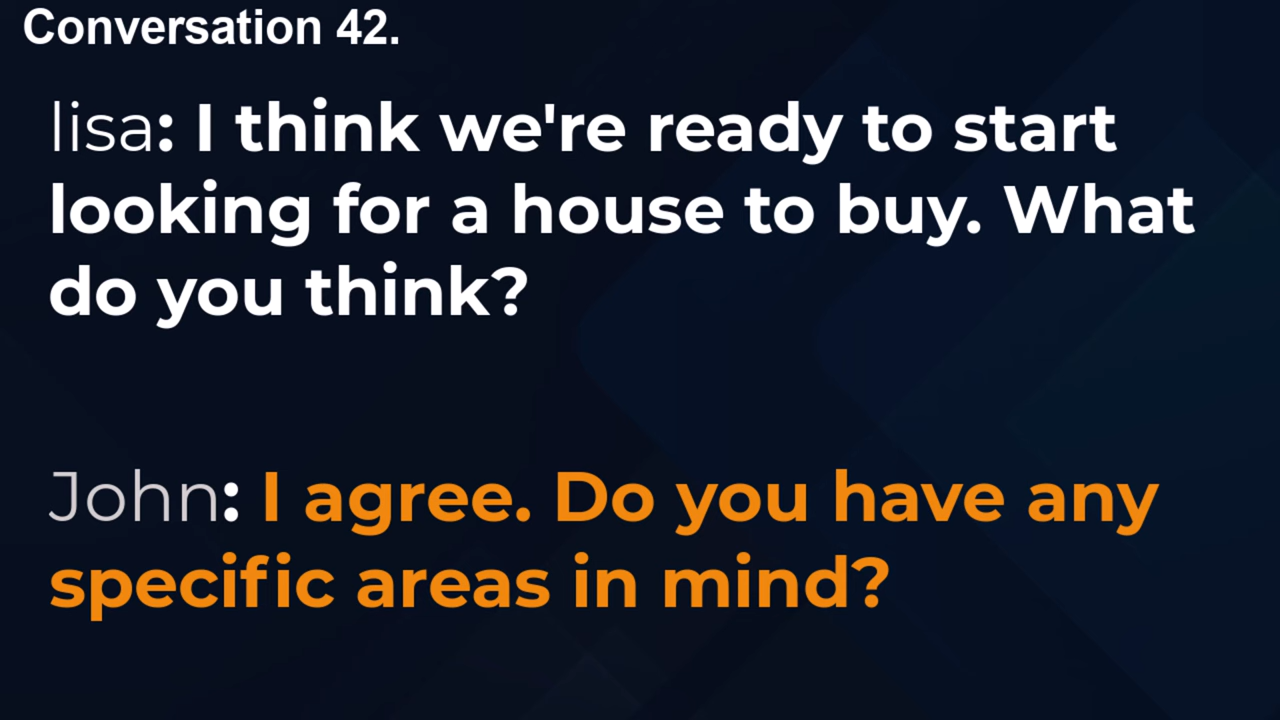 Conversation 42.
lisa: I think we're ready to start
looking for a house to buy. What
do you think?
John: I agree. Do you have any
specific areas in mind?